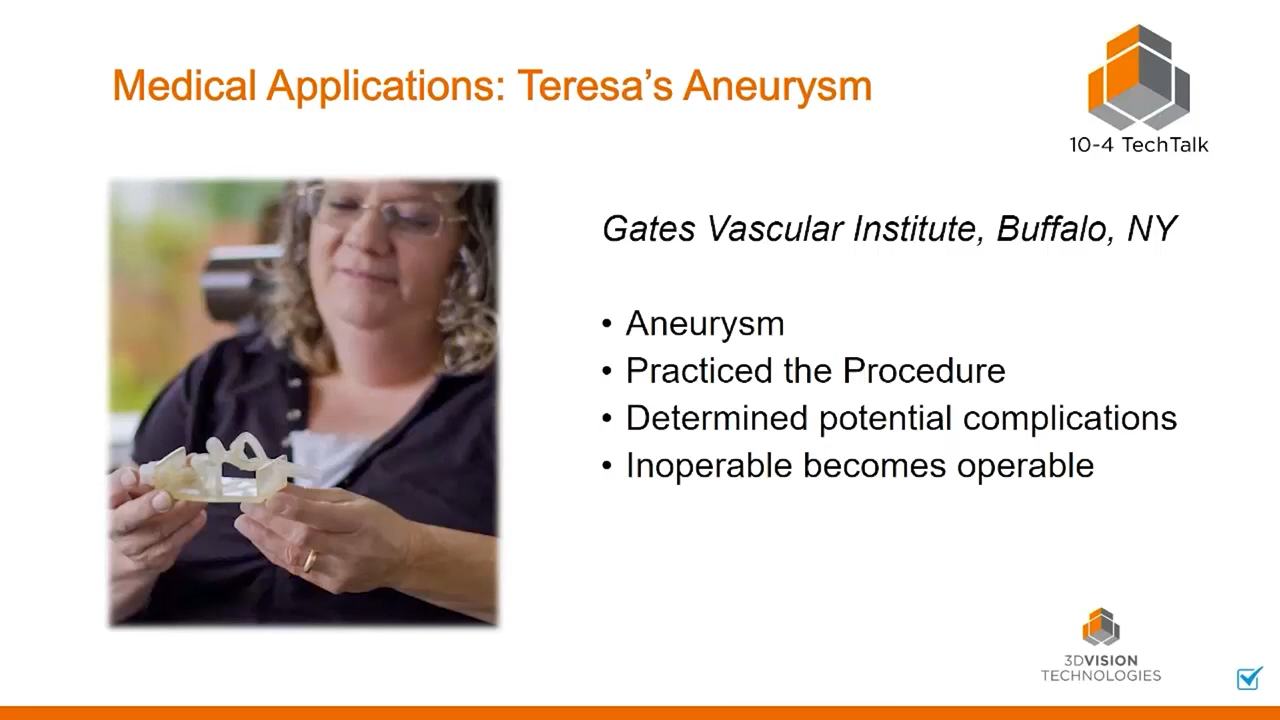 Medical Applications: Teresa’s Aneurysm
10-4 TechTalk
Gates Vascular Institute, Buffalo, NY
• Aneurysm
• Practiced the Procedure
• Determined potential complications
• Inoperable becomes operable
3DVISION
TECHNOLOGIES